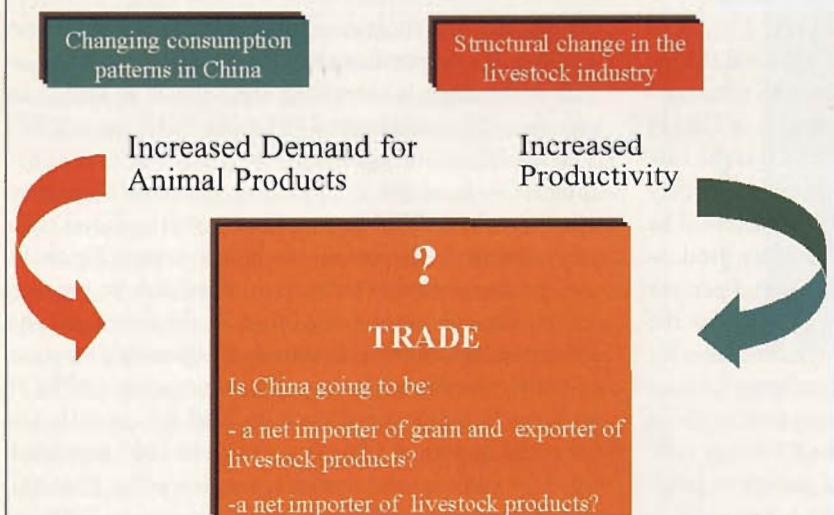 Changing consumption
patterns in China
Structural change in the
livestock industry
Increased Demand for
Animal Products
Increased
Productivity
?
TRADE
Is China going to be:
- a net importer of grain and exporter of
livestock products?
-a net importer of livestock products?